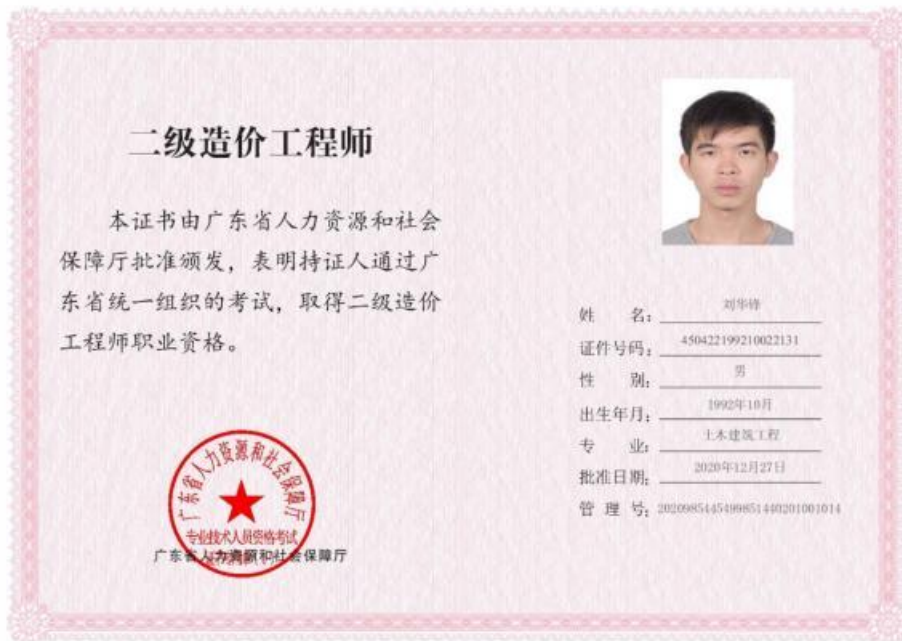 二级造价工程师
本证书由广东省人力资源和社会
保障厅批准颁发，表明持证人通过广
东省统一组织的考试，取得二级造价
工程师职业资格。
姓 名：刘华锋
证件号码：450422199210022131
性 别：男
出生年月：1992年10月
专 业：土木建筑工程
批准日期：2020年12月27日
管 理 号：20209854454998514402010010​14
广东省人力资源和社会保障厅
专业技术人员资格考试
广东省人力资源和社会保障厅